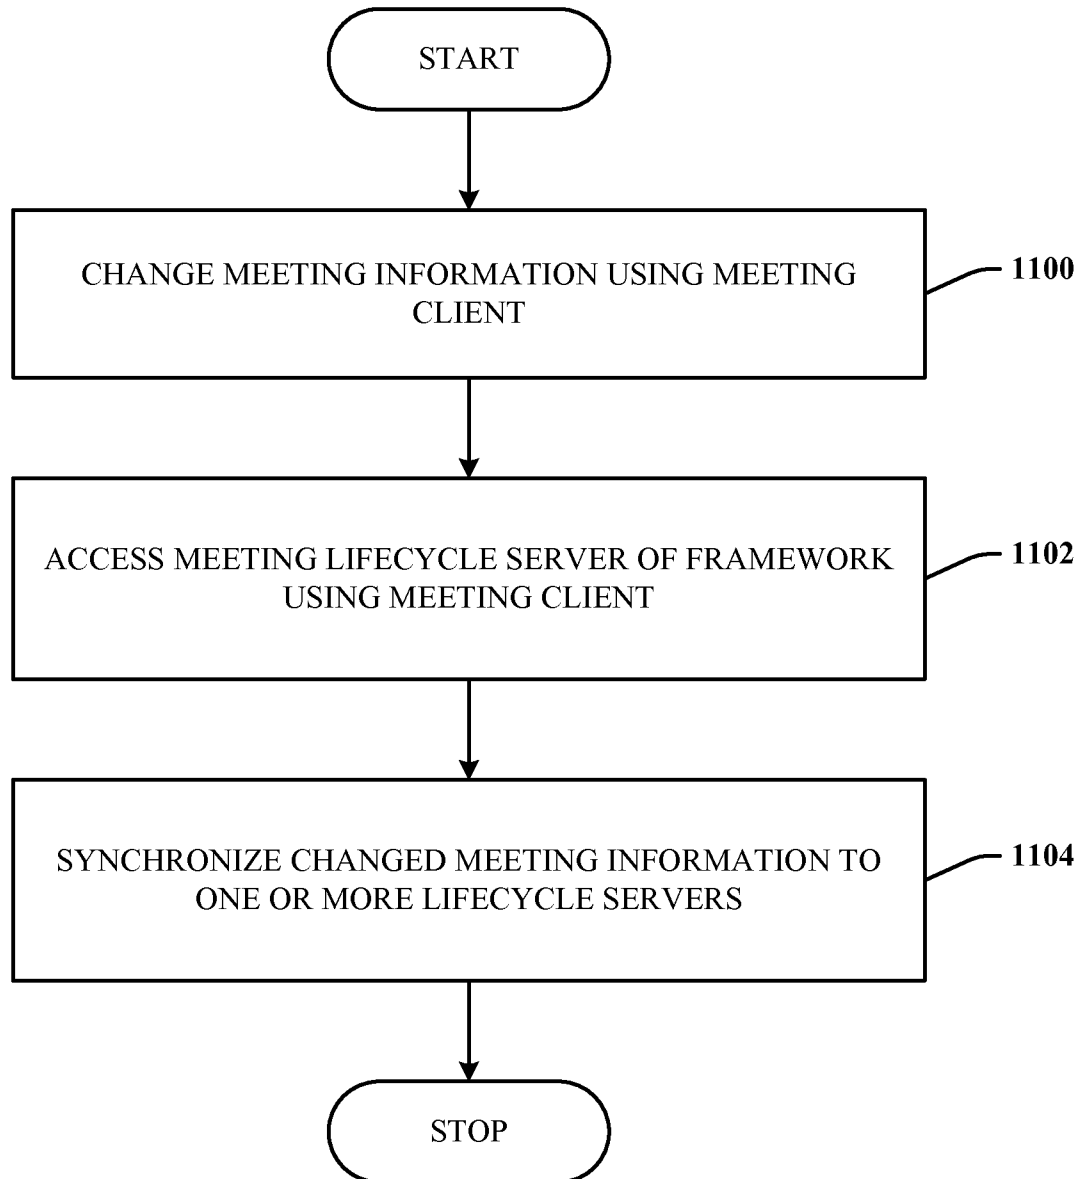 START
CHANGE MEETING INFORMATION USING MEETING
CLIENT
1100
ACCESS MEETING LIFECYCLE SERVER OF FRAMEWORK
USING MEETING CLIENT
1102
SYNCHRONIZE CHANGED MEETING INFORMATION TO
ONE OR MORE LIFECYCLE SERVERS
1104
STOP